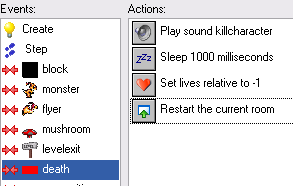 Events:
Create
Step
block
monster
flyer
mushroom
levelexit
death
Actions:
Play sound killcharacter
Sleep 1000 milliseconds
Set lives relative to -1
Restart the current room